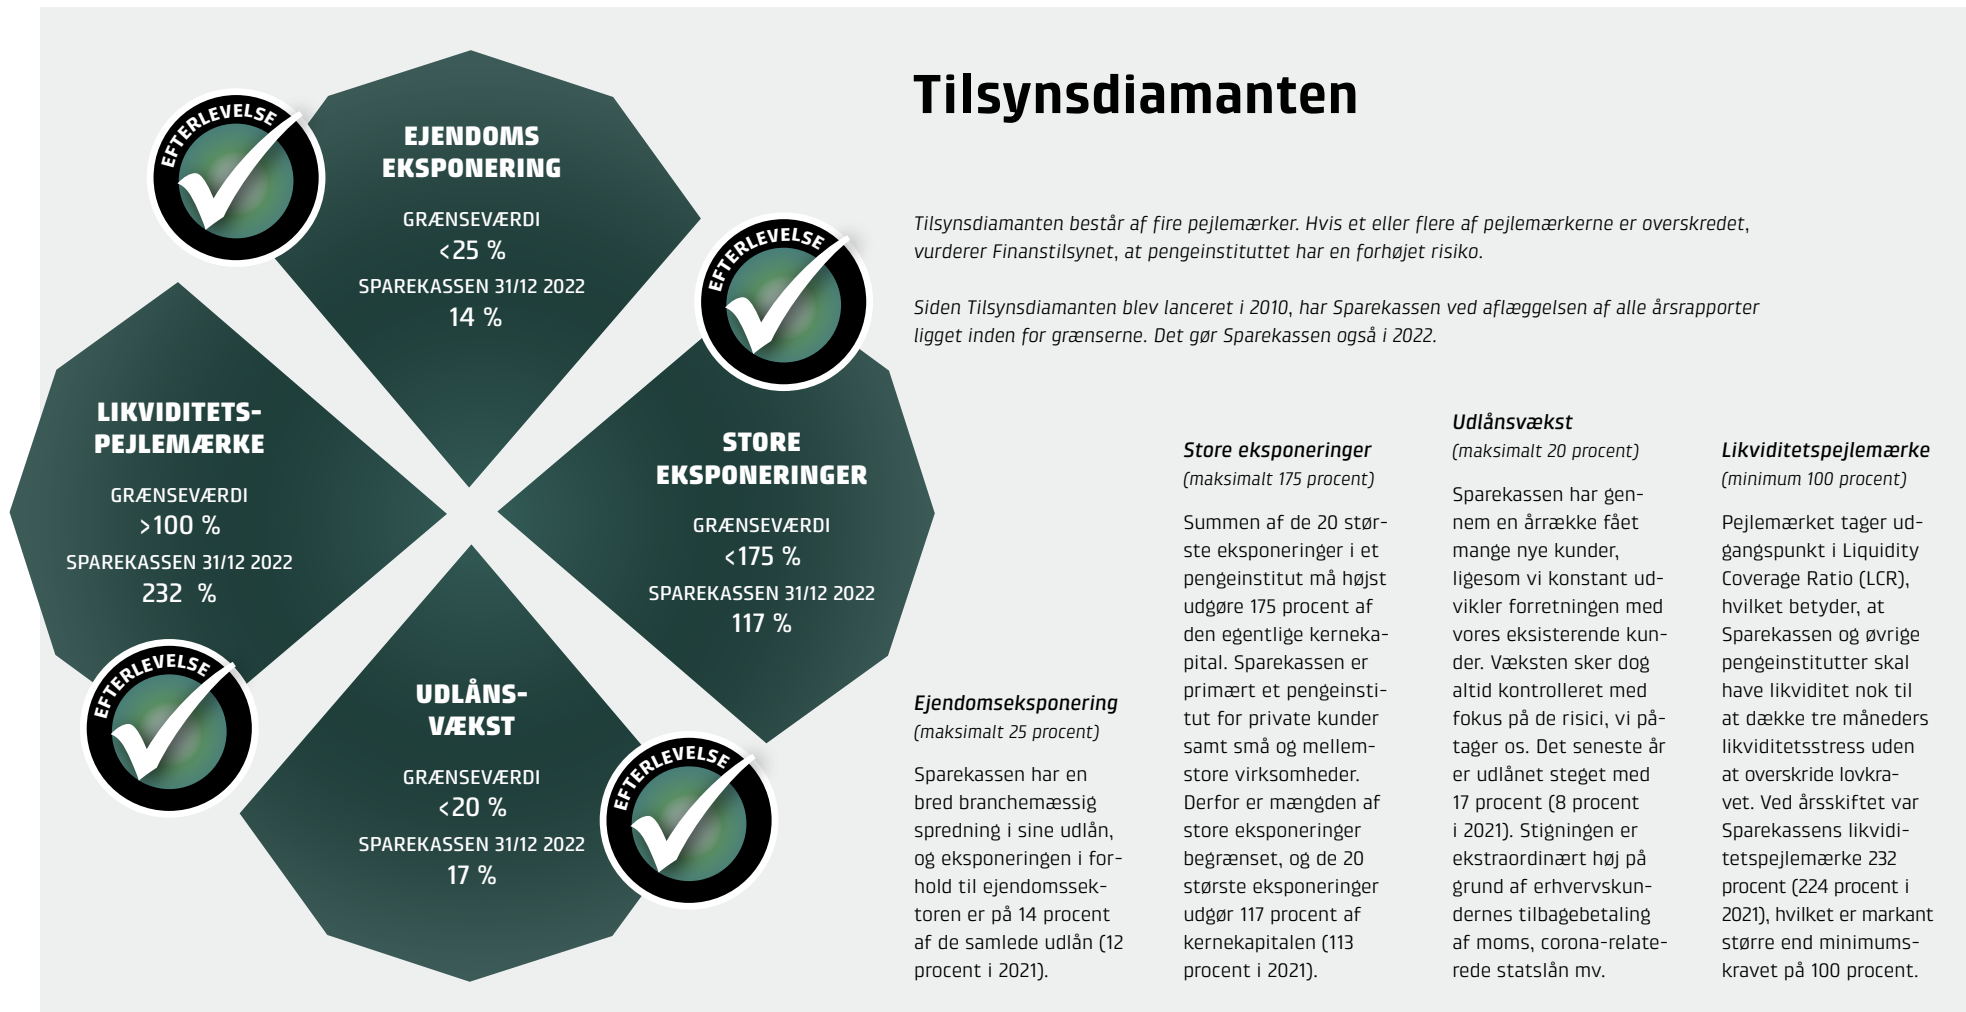 EFTERLEVELSE
EJENDOMS
EKSPONERING
GRÆNSEVÆRDI
<25 %
SPAREKASSEN 31/12 2022
14 %
EFTERLEVELSE
STORE
EKSPONERINGER
GRÆNSEVÆRDI
<175 %
SPAREKASSEN 31/12 2022
117 %
LIKVIDITETS-
PEJLEMÆRKE
GRÆNSEVÆRDI
>100 %
SPAREKASSEN 31/12 2022
232 %
EFTERLEVELSE
UDLÅNS-
VÆKST
GRÆNSEVÆRDI
<20 %
SPAREKASSEN 31/12 2022
17 %
EFTERLEVELSE
Tilsynsdiamanten
Tilsynsdiamanten består af fire pejlemærker. Hvis et eller flere af pejlemærkerne er overskredet,
vurderer Finanstilsynet, at pengeinstituttet har en forhøjet risiko.
Siden Tilsynsdiamanten blev lanceret i 2010, har Sparekassen ved aflæggelsen af alle årsrapporter
ligget inden for grænserne. Det gør Sparekassen også i 2022.
Ejendomseksponering
(maksimalt 25 procent)
Sparekassen har en
bred branchemæssig
spredning i sine udlån,
og eksponeringen i for-
hold til ejendomssek-
toren er på 14 procent
af de samlede udlån (12
procent i 2021).
Store eksponeringer
(maksimalt 175 procent)
Summen af de 20 stør-
ste eksponeringer i et
pengeinstitut må højst
udgøre 175 procent af
den egentlige kerneka-
pital. Sparekassen er
primært et pengeinsti-
tut for private kunder
samt små og mellem-
store virksomheder.
Derfor er mængden af
store eksponeringer
begrænset, og de 20
største eksponeringer
udgør 117 procent af
kernekapitalen (113
procent i 2021).
Udlånsvækst
(maksimalt 20 procent)
Sparekassen har gen-
nem en årrække fået
mange nye kunder,
ligesom vi konstant ud-
vikler forretningen med
vores eksisterende kun-
der. Væksten sker dog
altid kontrolleret med
fokus på de risici, vi på-
tager os. Det seneste år
er udlånet steget med
17 procent (8 procent
i 2021). Stigningen er
ekstraordinært høj på
grund af erhvervskun-
dernes tilbagebetaling
af moms, corona-relate-
rede statslån mv.
Likviditetspejlemærke
(minimum 100 procent)
Pejlemærket tager ud-
gangspunkt i Liquidity
Coverage Ratio (LCR),
hvilket betyder, at
Sparekassen og øvrige
pengeinstitutter skal
have likviditet nok til
at dække tre måneders
likviditetsstress uden
at overskride lovkra-
vet. Ved årsskiftet var
Sparekassens likvidi-
tetspejlemærke 232
procent (224 procent i
2021), hvilket er markant
større end minimums-
kravet på 100 procent.